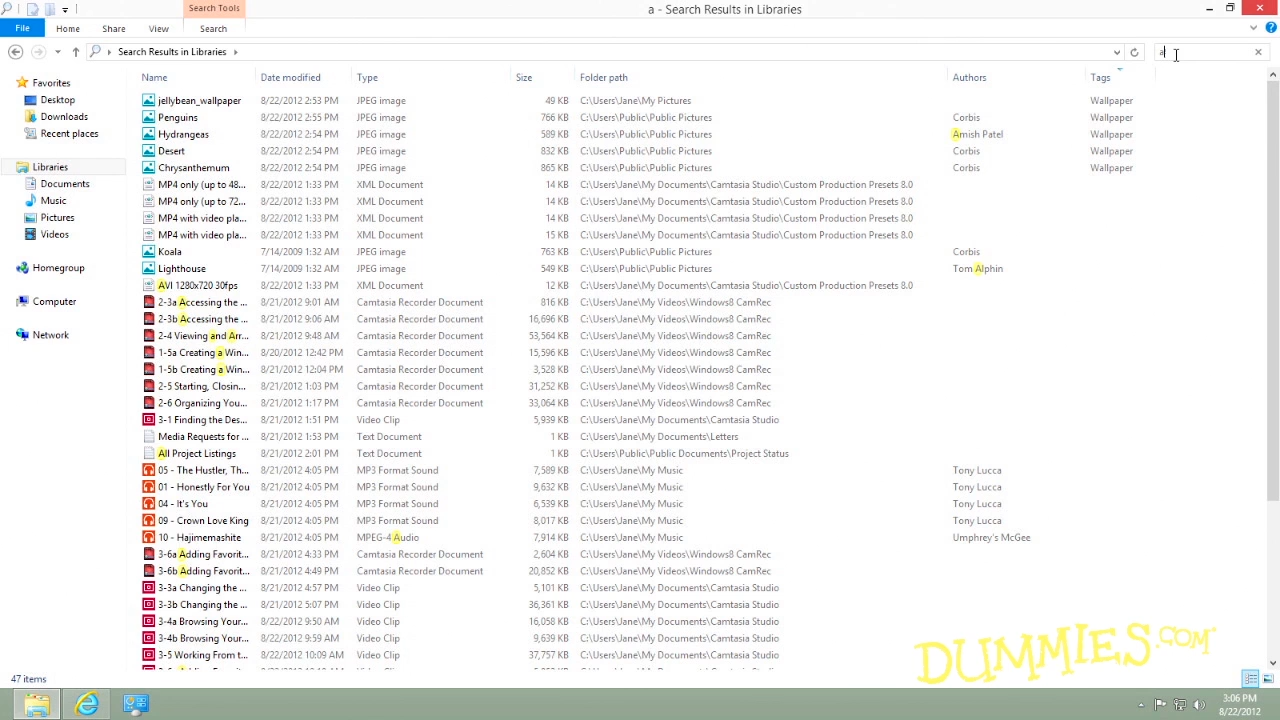 Search Tools
a - Search Results in Libraries
File Home Share View Search
Search Results in Libraries
a
Name Date modified Type Size Folder path Authors Tags
Favorites
Desktop
Downloads
Recent places
Libraries
Documents
Music
Pictures
Videos
Homegroup
Computer
Network
jellybean_wallpaper 8/22/2012 2:53 PM JPEG image 49 KB C:\Users\Jane\My Pictures Wallpaper
Penguins 8/22/2012 2:55 PM JPEG image 766 KB C:\Users\Public\Public Pictures Corbis Wallpaper
Hydrangeas 8/22/2012 2:54 PM JPEG image 589 KB C:\Users\Public\Public Pictures Amish Patel Wallpaper
Desert 8/22/2012 2:54 PM JPEG image 832 KB C:\Users\Public\Public Pictures Corbis Wallpaper
Chrysanthemum 8/22/2012 2:54 PM JPEG image 865 KB C:\Users\Public\Public Pictures Corbis Wallpaper
MP4 only (up to 48... 8/22/2012 1:33 PM XML Document 14 KB C:\Users\Jane\My Documents\Camtasia Studio\Custom Production Presets 8.0
MP4 only (up to 72... 8/22/2012 1:33 PM XML Document 14 KB C:\Users\Jane\My Documents\Camtasia Studio\Custom Production Presets 8.0
MP4 with video pla... 8/22/2012 1:33 PM XML Document 14 KB C:\Users\Jane\My Documents\Camtasia Studio\Custom Production Presets 8.0
MP4 with video pla... 8/22/2012 1:33 PM XML Document 15 KB C:\Users\Jane\My Documents\Camtasia Studio\Custom Production Presets 8.0
Koala 7/14/2009 1:32 AM JPEG image 763 KB C:\Users\Public\Public Pictures Corbis
Lighthouse 7/14/2009 1:32 AM JPEG image 549 KB C:\Users\Public\Public Pictures Tom Alphin
AVI 1280x720 30fps 8/22/2012 1:33 PM XML Document 12 KB C:\Users\Jane\My Documents\Camtasia Studio\Custom Production Presets 8.0
2-3a Accessing the ... 8/21/2012 9:01 AM Camtasia Recorder Document 816 KB C:\Users\Jane\My Videos\Windows8 CamRec
2-3b Accessing the ... 8/21/2012 9:06 AM Camtasia Recorder Document 16,696 KB C:\Users\Jane\My Videos\Windows8 CamRec
2-4 Viewing and Arr... 8/21/2012 9:48 AM Camtasia Recorder Document 53,564 KB C:\Users\Jane\My Videos\Windows8 CamRec
1-5a Creating a Win... 8/20/2012 12:42 PM Camtasia Recorder Document 15,596 KB C:\Users\Jane\My Videos\Windows8 CamRec
1-5b Creating a Win... 8/21/2012 12:04 PM Camtasia Recorder Document 3,528 KB C:\Users\Jane\My Videos\Windows8 CamRec
2-5 Starting, Closin... 8/21/2012 1:03 PM Camtasia Recorder Document 31,252 KB C:\Users\Jane\My Videos\Windows8 CamRec
2-6 Organizing You... 8/21/2012 1:17 PM Camtasia Recorder Document 33,064 KB C:\Users\Jane\My Videos\Windows8 CamRec
3-1 Finding the Des... 8/21/2012 1:51 PM Video Clip 5,939 KB C:\Users\Jane\My Documents\Camtasia Studio
Media Requests for ... 8/21/2012 1:53 PM Text Document 1 KB C:\Users\Jane\My Documents\Letters
All Project Listings 8/21/2012 2:01 PM Text Document 1 KB C:\Users\Public\Public Documents\Project Status
05 - The Hustler, Th... 8/21/2012 4:05 PM MP3 Format Sound 7,589 KB C:\Users\Jane\My Music Tony Lucca
01 - Honestly For You 8/21/2012 4:05 PM MP3 Format Sound 9,632 KB C:\Users\Jane\My Music Tony Lucca
04 - It's You 8/21/2012 4:05 PM MP3 Format Sound 6,539 KB C:\Users\Jane\My Music Tony Lucca
09 - Crown Love King 8/21/2012 4:05 PM MP3 Format Sound 8,017 KB C:\Users\Jane\My Music Tony Lucca
10 - Hajimemashite 8/21/2012 4:05 PM MPEG-4 Audio 7,914 KB C:\Users\Jane\My Music Umphrey's McGee
3-6a Adding Favorit... 8/21/2012 4:33 PM Camtasia Recorder Document 2,604 KB C:\Users\Jane\My Videos\Windows8 CamRec
3-6b Adding Favorit... 8/21/2012 4:49 PM Camtasia Recorder Document 20,852 KB C:\Users\Jane\My Videos\Windows8 CamRec
3-3a Changing the ... 8/21/2012 4:57 PM Video Clip 5,101 KB C:\Users\Jane\My Documents\Camtasia Studio
3-3b Changing the ... 8/21/2012 5:07 PM Video Clip 36,361 KB C:\Users\Jane\My Documents\Camtasia Studio
3-4a Browsing Your... 8/22/2012 9:50 AM Video Clip 16,058 KB C:\Users\Jane\My Documents\Camtasia Studio
3-4b Browsing Your... 8/22/2012 9:59 AM Video Clip 9,639 KB C:\Users\Jane\My Documents\Camtasia Studio
3-5 Working From t... 8/22/2012 10:09 AM Video Clip 37,757 KB C:\Users\Jane\My Documents\Camtasia Studio
47 items
DUMMIES.COM
3:06 PM
8/22/2012